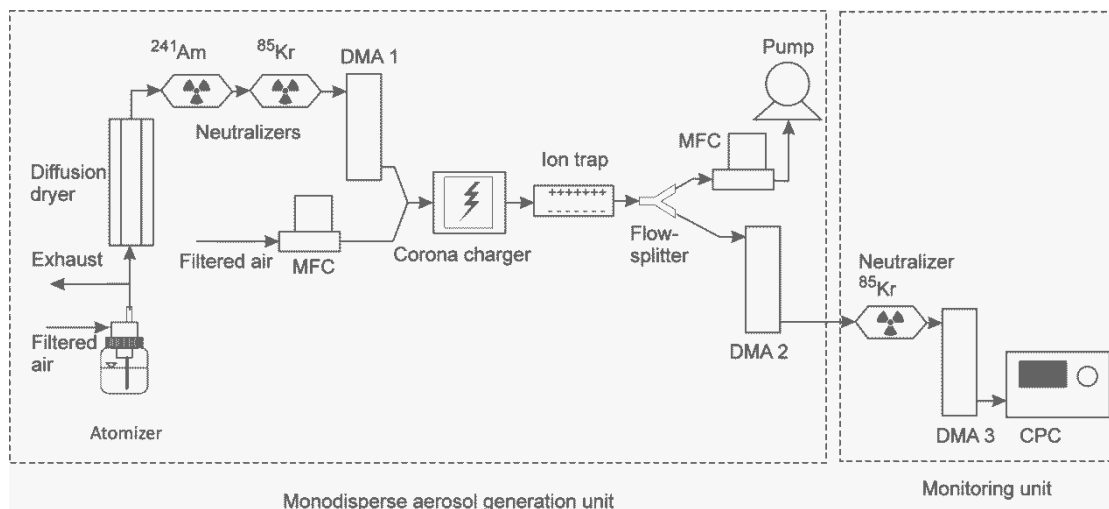 241Am
85Kr
DMA 1
Pump
Neutralizers
MFC
Ion trap
+++++++
- - - - - - -
Diffusion
dryer
Filtered air
MFC
Corona charger
Flow-
splitter
Exhaust
Neutralizer
85Kr
Filtered
air
DMA 2
Atomizer
DMA 3
CPC
Monodisperse aerosol generation unit
Monitoring unit